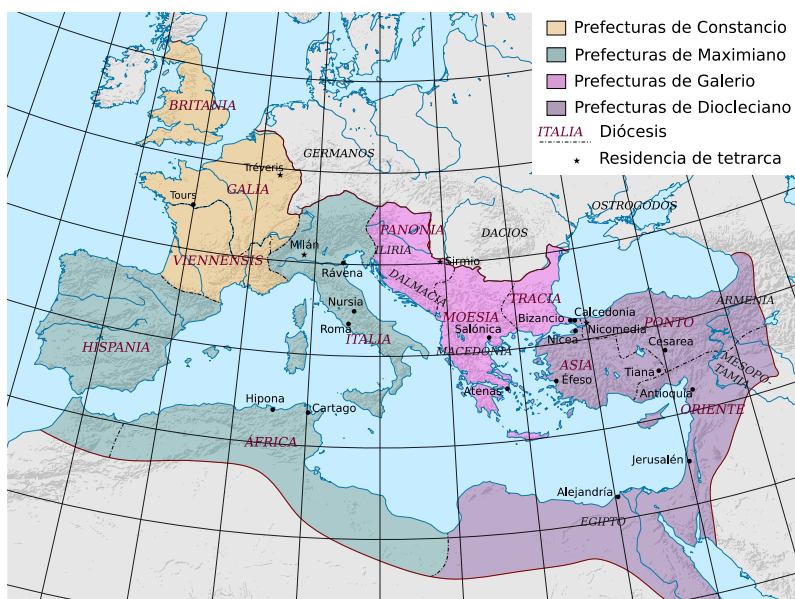 Prefecturas de Constancio
Prefecturas de Maximiano
Prefecturas de Galerio
Prefecturas de Diocleciano
ITALIA Diócesis
Residencia de tetrarca
BRITANIA
GERMANOS
Tréveris
GALIA
Tours
OSTROGODOS
PANONIA
DACIOS
Milán
ILIRIA
VIENNENSIS
Sirmio
Rávena
DALMACIA
ARMENIA
TRACIA
Nursia
MOESIA
Bizancio
Calcedonia
PONTO
Roma
Salónica
Nicomedia
ITALIA
Nicea
HISPANIA
MACEDONIA
Cesarea
MESOPO-
TAMIA
ASIA
Tiana
Éfeso
Atenas
Antioquía
Hipona
Cartago
ORIENTE
ÁFRICA
Jerusalén
Alejandría
EGIPTO